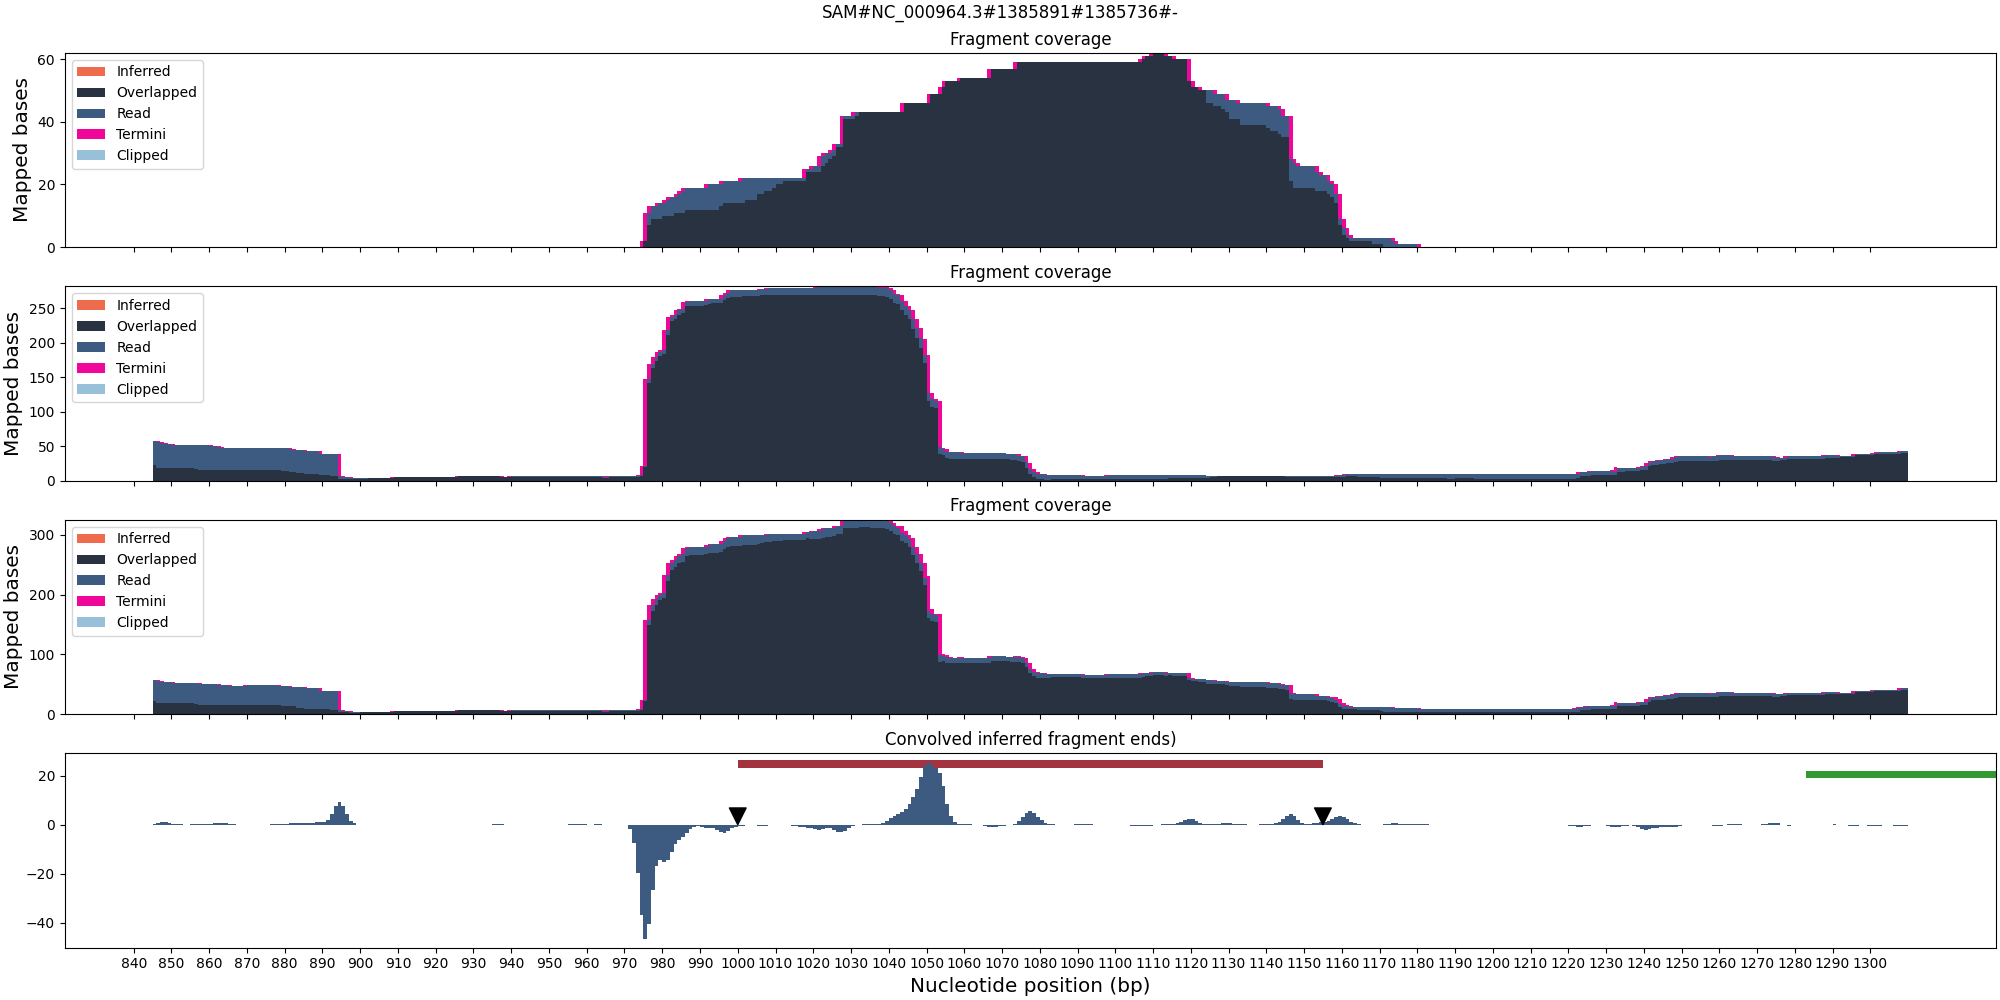 SAM#NC_000964.3#1385891#1385736#-
Fragment coverage
Mapped bases
60
40
20
0
Inferred
Overlapped
Read
Termini
Clipped
Fragment coverage
Mapped bases
250
200
150
100
50
0
Inferred
Overlapped
Read
Termini
Clipped
Fragment coverage
Mapped bases
300
200
100
0
Inferred
Overlapped
Read
Termini
Clipped
Convolved inferred fragment ends)
20
0
−20
−40
840 850 860 870 880 890 900 910 920 930 940 950 960 970 980 990 1000 1010 1020 1030 1040 1050 1060 1070 1080 1090 1100 1110 1120 1130 1140 1150 1160 1170 1180 1190 1200 1210 1220 1230 1240 1250 1260 1270 1280 1290 1300
Nucleotide position (bp)